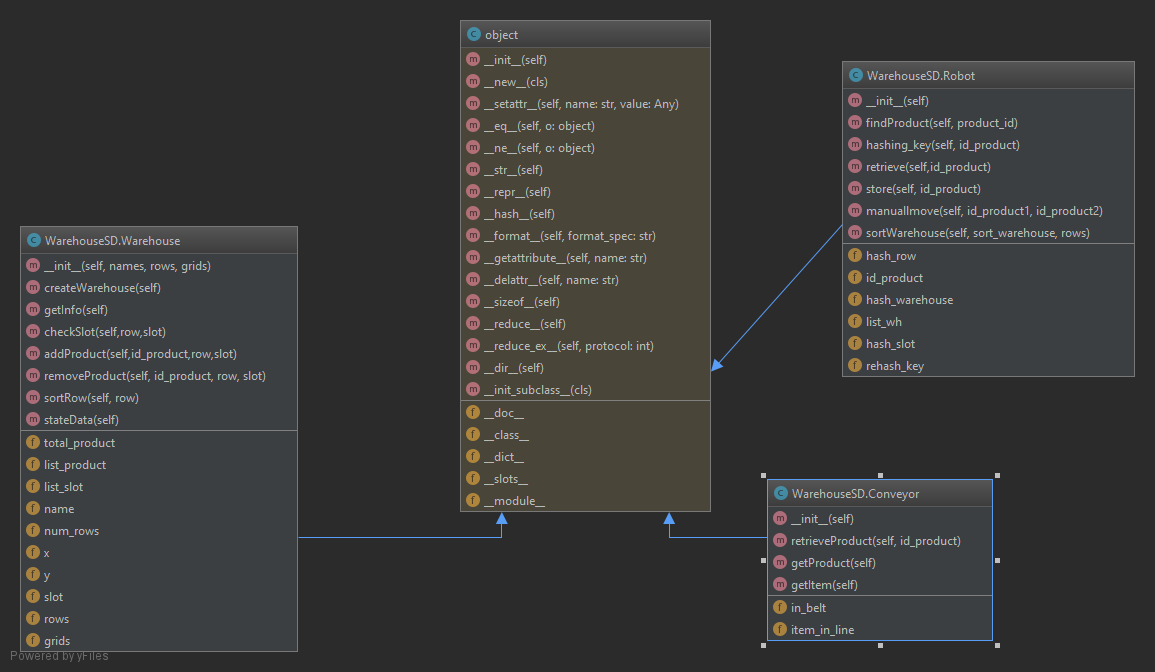 object
__init__(self)
__new__(cls)
__setattr__(self, name: str, value: Any)
__eq__(self, o: object)
__ne__(self, o: object)
__str__(self)
__repr__(self)
__hash__(self)
__format__(self, format_spec: str)
__getattribute__(self, name: str)
__delattr__(self, name: str)
__sizeof__(self)
__reduce__(self)
__reduce_ex__(self, protocol: int)
__dir__(self)
__init_subclass__(cls)
__doc__
__class__
__dict__
__slots__
__module__
WarehouseSD.Robot
__init__(self)
findProduct(self, product_id)
hashing_key(self, id_product)
retrieve(self,id_product)
store(self, id_product)
manuallmove(self, id_product1, id_product2)
sortWarehouse(self, sort_warehouse, rows)
hash_row
id_product
hash_warehouse
list_wh
hash_slot
rehash_key
WarehouseSD.Warehouse
__init__(self, names, rows, grids)
createWarehouse(self)
getInfo(self)
checkSlot(self,row,slot)
addProduct(self,id_product,row,slot)
removeProduct(self, id_product, row, slot)
sortRow(self, row)
stateData(self)
total_product
list_product
list_slot
name
num_rows
x
y
slot
rows
grids
WarehouseSD.Conveyor
__init__(self)
retrieveProduct(self, id_product)
getProduct(self)
getItem(self)
in_belt
item_in_line
Powered by yFiles